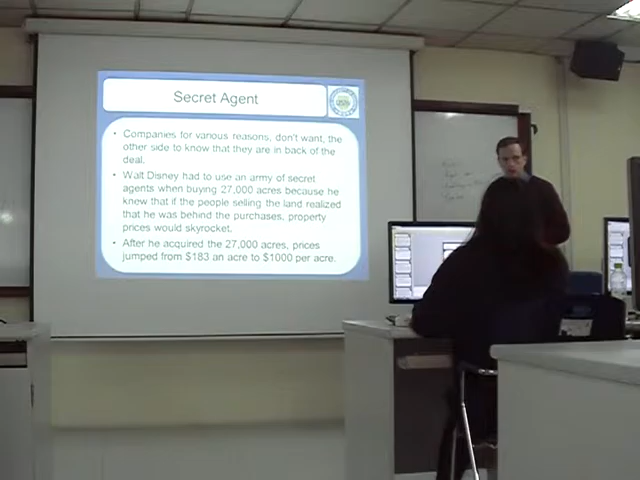 Secret Agent
• Companies for various reasons, don't want, the
other side to know that they are in back of the
deal.
• Walt Disney had to use an army of secret
agents when buying 27,000 acres because he
knew that if the people selling the land realized
that he was behind the purchases, property
prices would skyrocket.
• After he acquired the 27,000 acres, prices
jumped from $183 an acre to $1000 per acre.